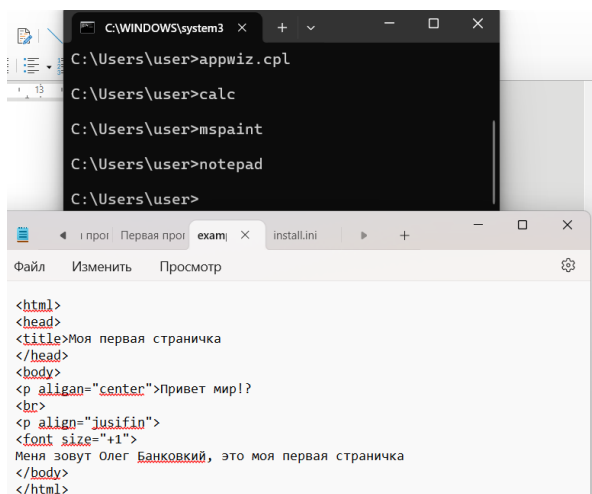 C:\WINDOWS\system3
13
C:\Users\user>appwiz.cpl
C:\Users\user>calc
C:\Users\user>mspaint
C:\Users\user>notepad
C:\Users\user>
Первая exam install.ini
Файл Изменить Просмотр
<html>
<head>
<title>Моя первая страничка
</head>
<body>
<p aligan="center">Привет мир!?
<br>
<p align="jusifin">
<font size="+1">
Меня зовут Олег Банковкий, это моя первая страничка
</body>
</html>